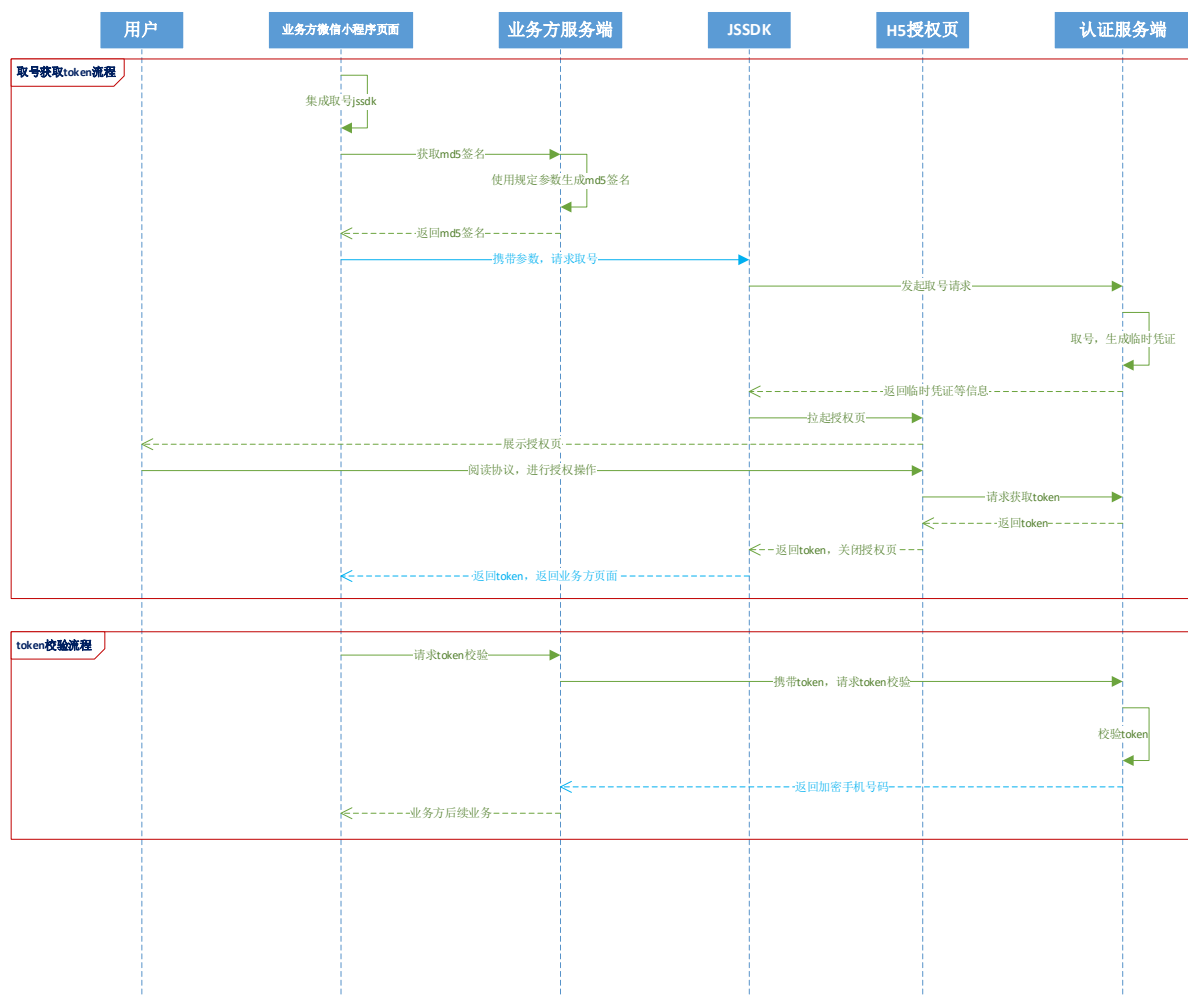 用户
业务方微信小程序页面
业务方服务端
JSSDK
H5授权页
认证服务端
取号获取token流程
集成取号jssdk
获取md5签名
使用规定参数生成md5签名
返回md5签名
携带参数，请求取号
发起取号请求
取号，生成临时凭证
返回临时凭证等信息
拉起授权页
展示授权页
阅读协议，进行授权操作
请求获取token
返回token
返回token，关闭授权页
返回token，返回业务方页面
token校验流程
请求token校验
携带token，请求token校验
校验token
返回加密手机号码
业务方后续业务